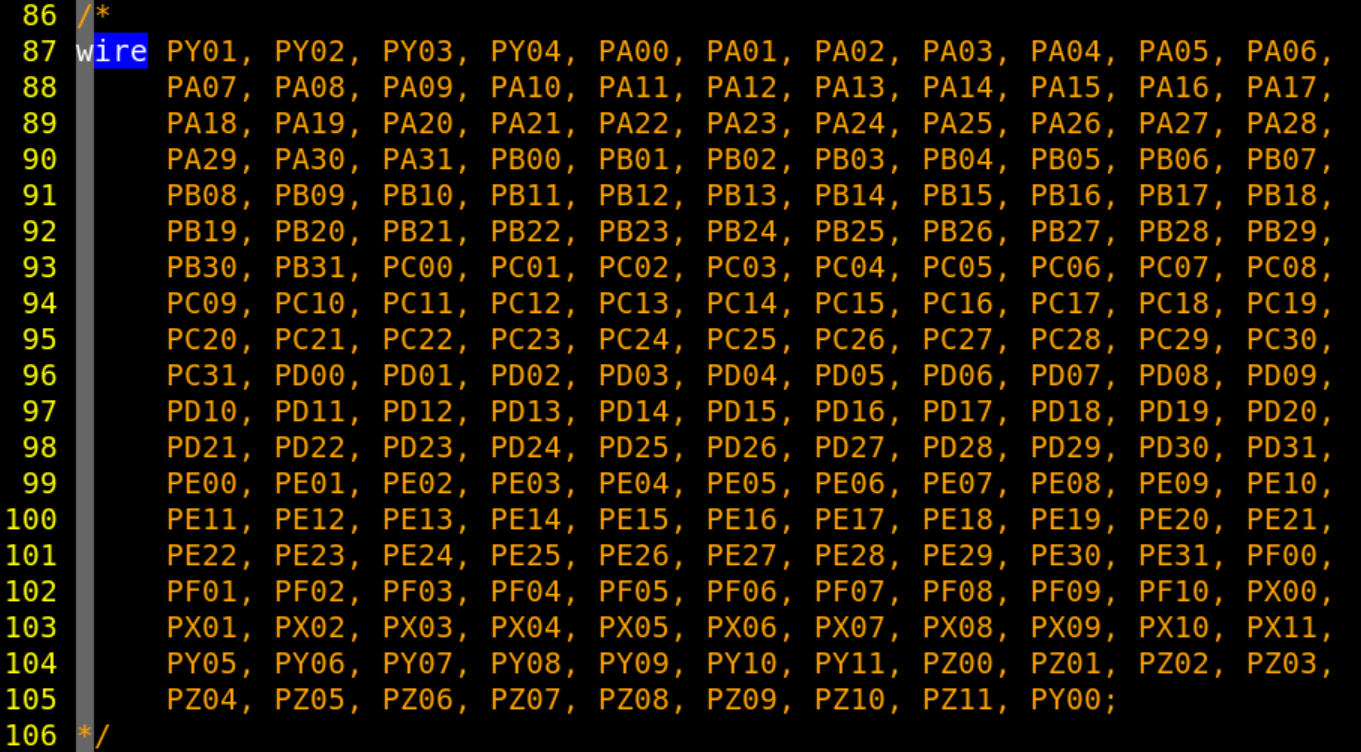 86 /*
87 wire PY01, PY02, PY03, PY04, PA00, PA01, PA02, PA03, PA04, PA05, PA06,
88 PA07, PA08, PA09, PA10, PA11, PA12, PA13, PA14, PA15, PA16, PA17,
89 PA18, PA19, PA20, PA21, PA22, PA23, PA24, PA25, PA26, PA27, PA28,
90 PA29, PA30, PA31, PB00, PB01, PB02, PB03, PB04, PB05, PB06, PB07,
91 PB08, PB09, PB10, PB11, PB12, PB13, PB14, PB15, PB16, PB17, PB18,
92 PB19, PB20, PB21, PB22, PB23, PB24, PB25, PB26, PB27, PB28, PB29,
93 PB30, PB31, PC00, PC01, PC02, PC03, PC04, PC05, PC06, PC07, PC08,
94 PC09, PC10, PC11, PC12, PC13, PC14, PC15, PC16, PC17, PC18, PC19,
95 PC20, PC21, PC22, PC23, PC24, PC25, PC26, PC27, PC28, PC29, PC30,
96 PC31, PD00, PD01, PD02, PD03, PD04, PD05, PD06, PD07, PD08, PD09,
97 PD10, PD11, PD12, PD13, PD14, PD15, PD16, PD17, PD18, PD19, PD20,
98 PD21, PD22, PD23, PD24, PD25, PD26, PD27, PD28, PD29, PD30, PD31,
99 PE00, PE01, PE02, PE03, PE04, PE05, PE06, PE07, PE08, PE09, PE10,
100 PE11, PE12, PE13, PE14, PE15, PE16, PE17, PE18, PE19, PE20, PE21,
101 PE22, PE23, PE24, PE25, PE26, PE27, PE28, PE29, PE30, PE31, PF00,
102 PF01, PF02, PF03, PF04, PF05, PF06, PF07, PF08, PF09, PF10, PX00,
103 PX01, PX02, PX03, PX04, PX05, PX06, PX07, PX08, PX09, PX10, PX11,
104 PY05, PY06, PY07, PY08, PY09, PY10, PY11, PZ00, PZ01, PZ02, PZ03,
105 PZ04, PZ05, PZ06, PZ07, PZ08, PZ09, PZ10, PZ11, PY00;
106 */